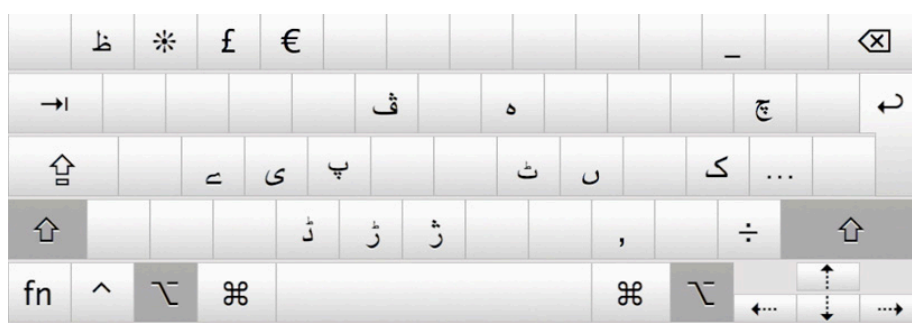 ظ ☼ £ € _ ⌫
⇥ ڤ ه چ ↩
⇪ ے ی پ ٹ ں ک …
⇧ ڈ ڑ ژ , ÷ ⇧
fn ^ ⌥ ⌘ ⌘ ⌥ ⇠ ⇡ ⇣ ⇢